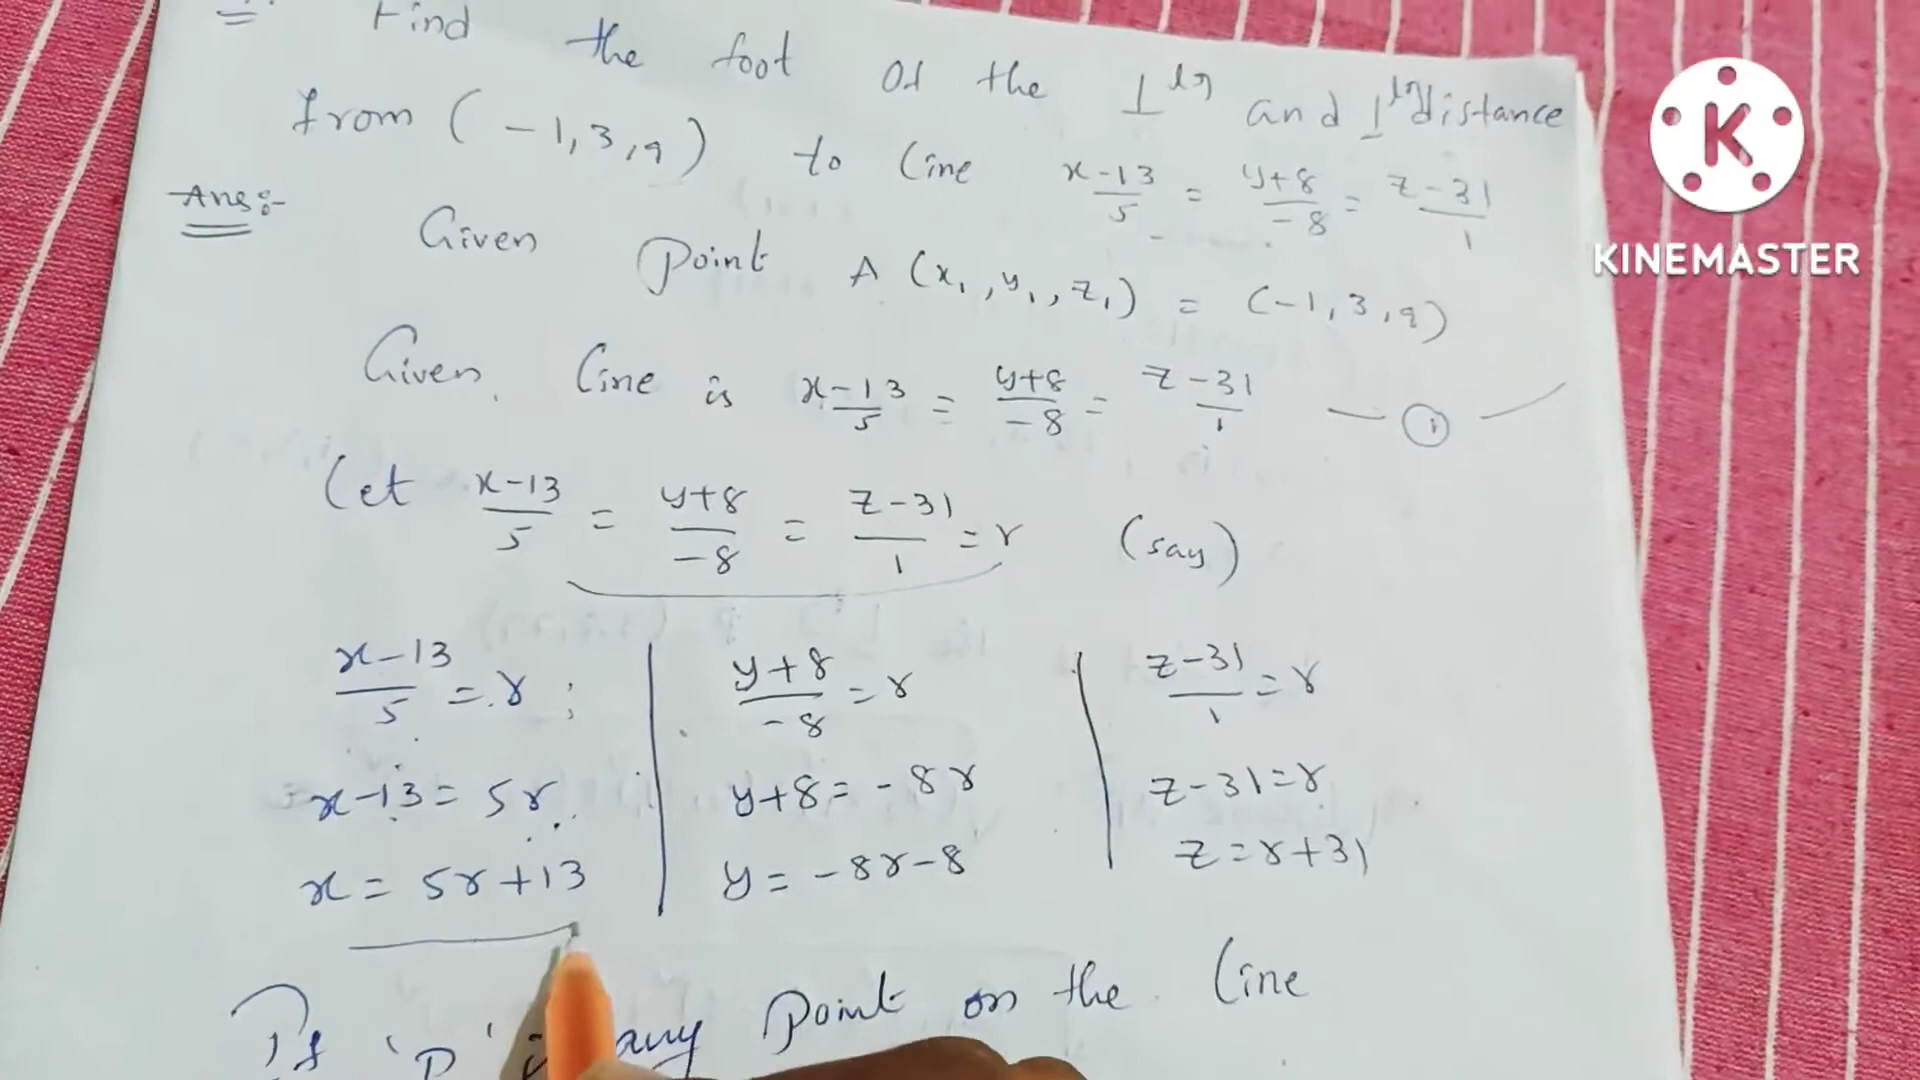 Find the foot of the ⊥lr and ⊥lr distance
from (-1, 3, 9) to line x-13/5 = y+8/-8 = z-31/1
Ans:-
Given Point A (x₁, y₁, z₁) = (-1, 3, 9)
Given line is x-13/5 = y+8/-8 = z-31/1 — ①
Let x-13/5 = y+8/-8 = z-31/1 = r (say)
x-13/5 = r ; y+8/-8 = r z-31/1 = r
x-13 = 5r y+8 = -8r z-31 = r
x = 5r+13 y = -8r-8 z = r+31
If 'P' any Point on the line
K
KINEMASTER